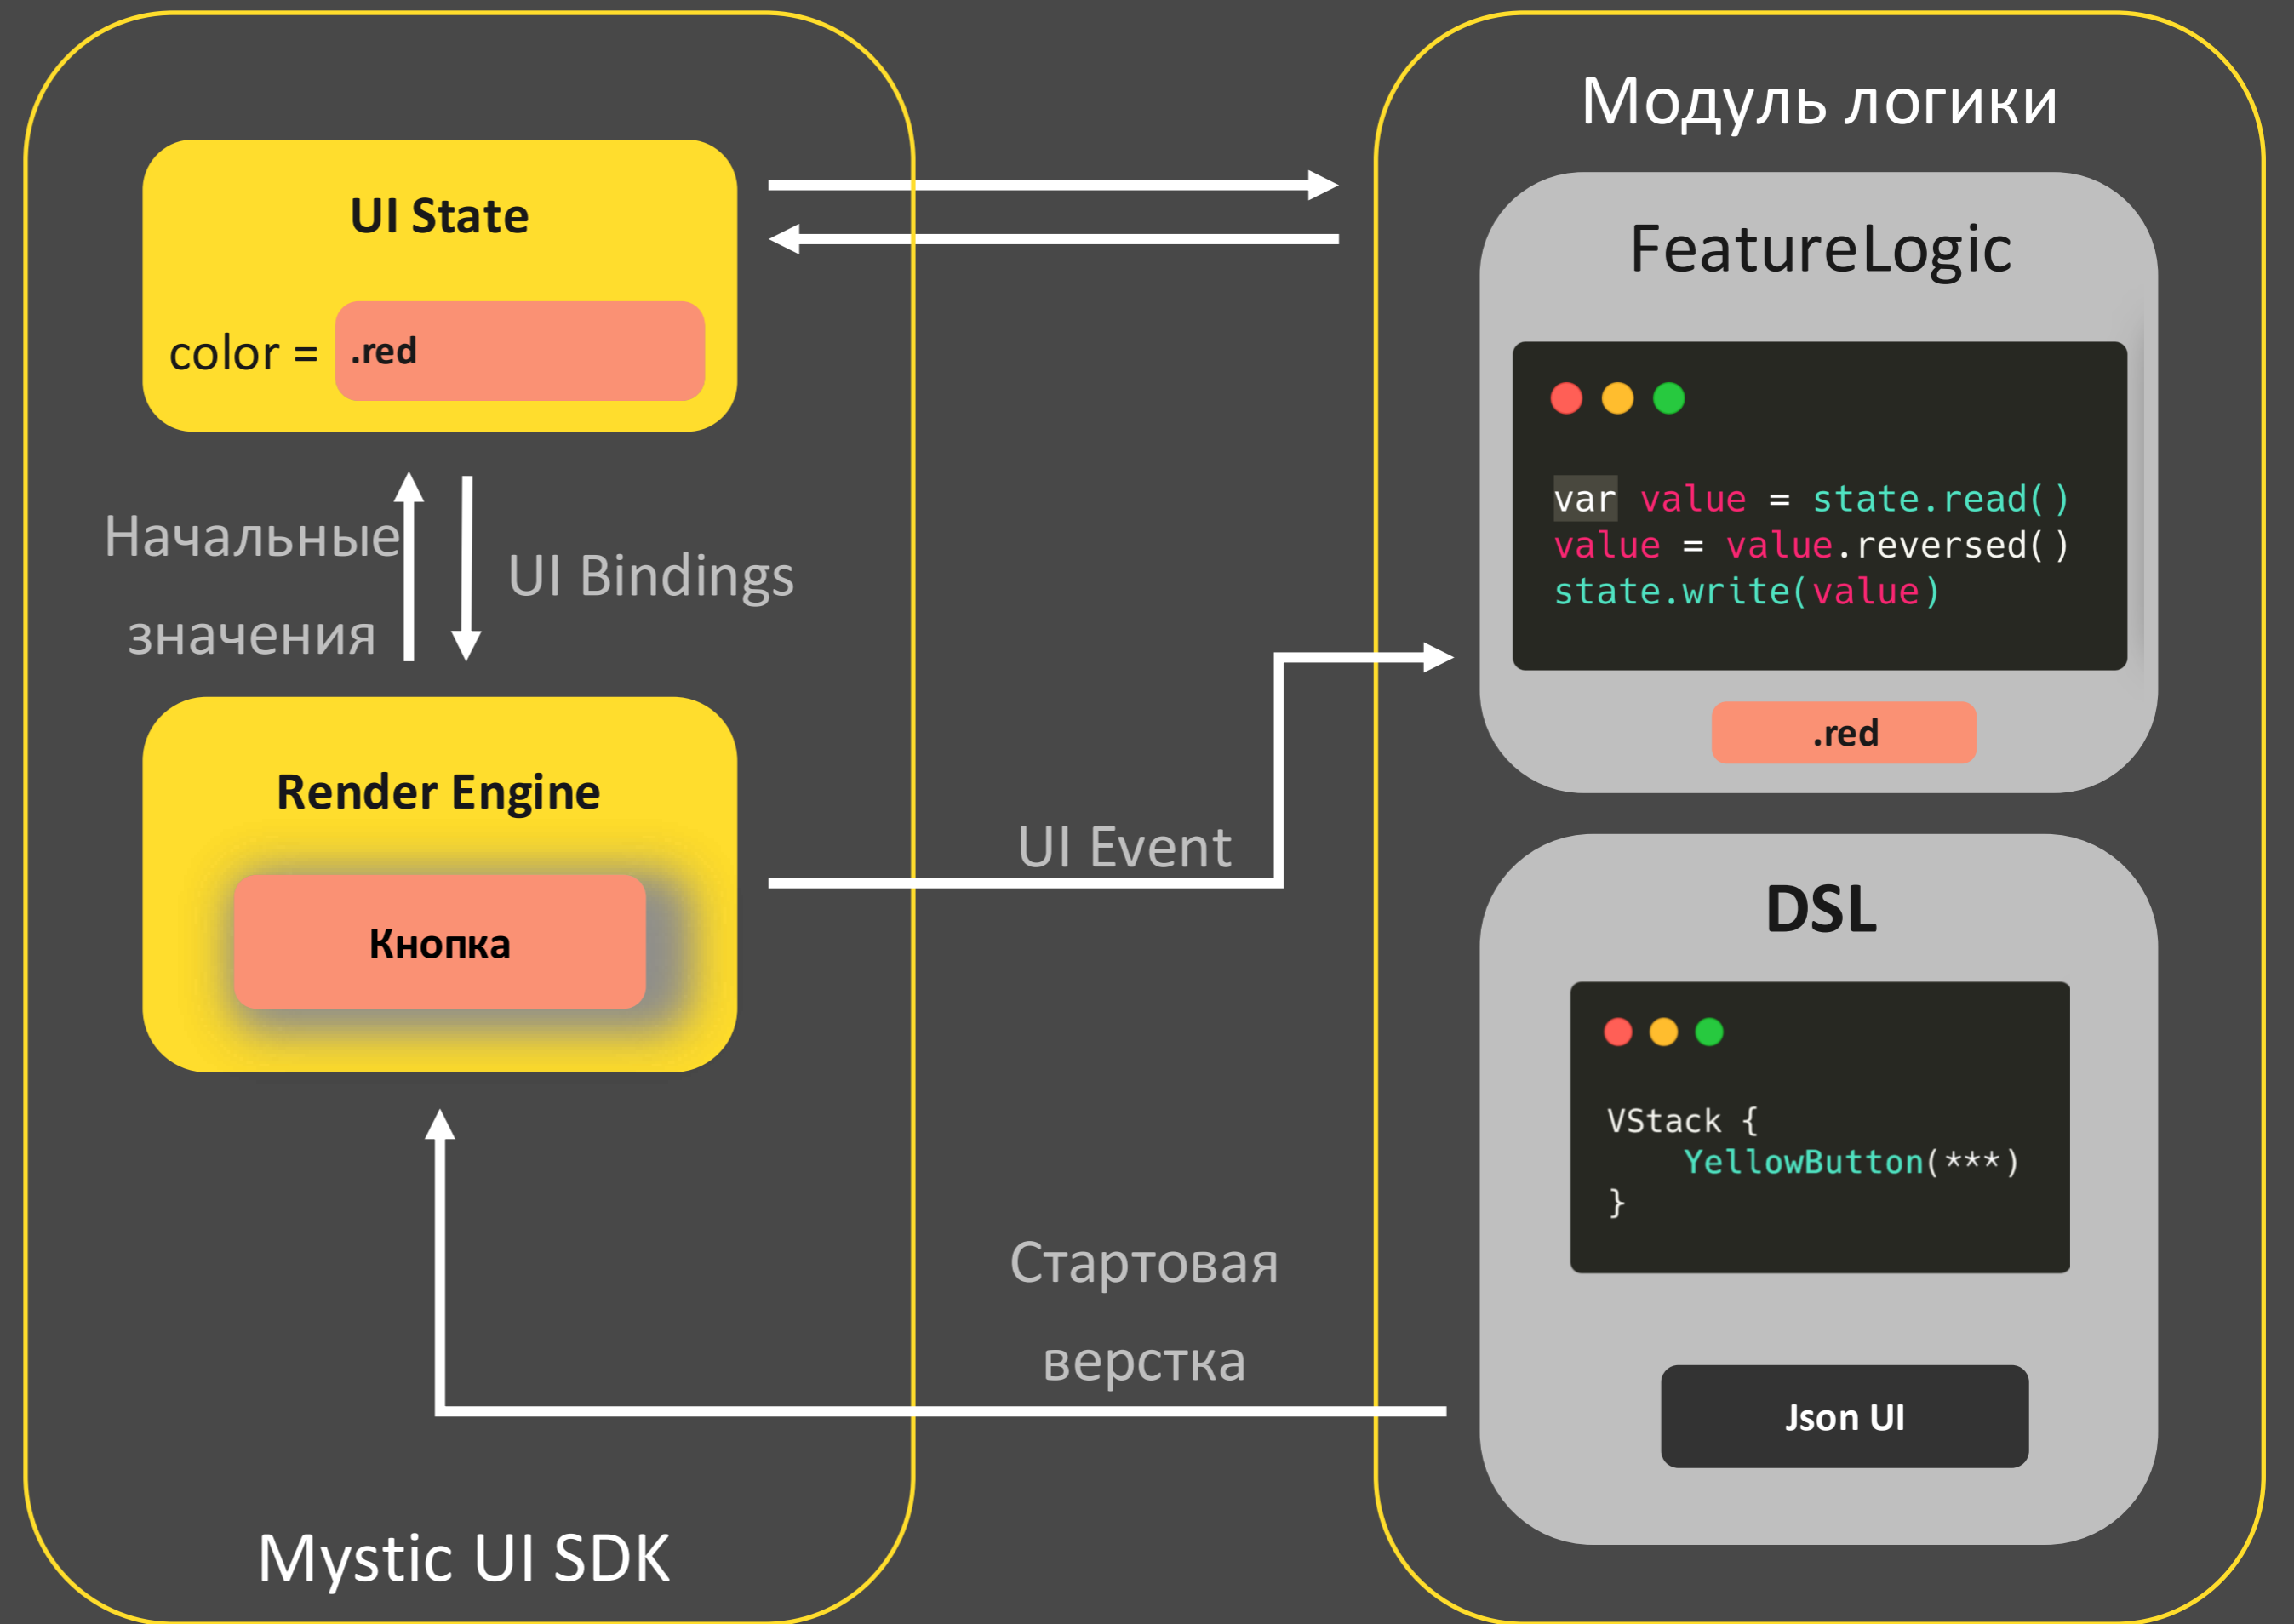 UI State
color =
.red
Начальные
значения
UI Bindings
Render Engine
Кнопка
Mystic UI SDK
UI Event
Стартовая
верстка
Модуль логики
FeatureLogic
var value = state.read()
value = value.reversed()
state.write(value)
.red
DSL
VStack {
YellowButton(***)
}
Json UI